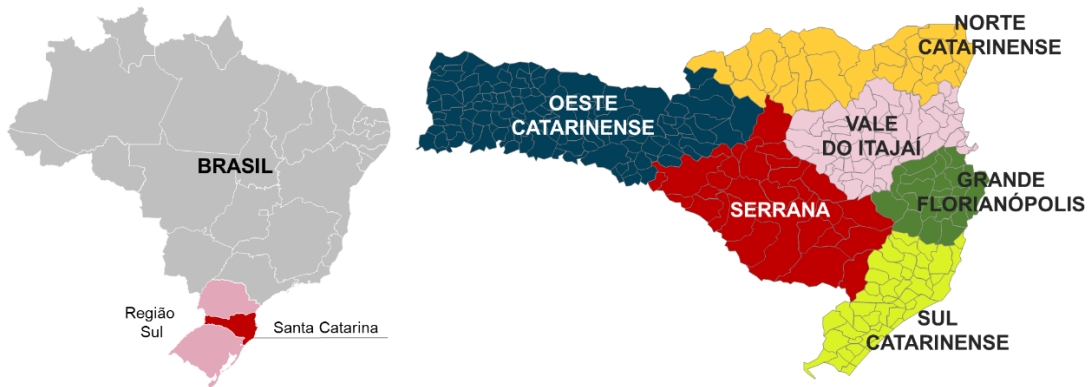 BRASIL
Região
Sul
Santa Catarina
NORTE
CATARINENSE
OESTE
CATARINENSE
VALE
DO ITAJAÍ
GRANDE
FLORIANÓPOLIS
SERRANA
SUL
CATARINENSE